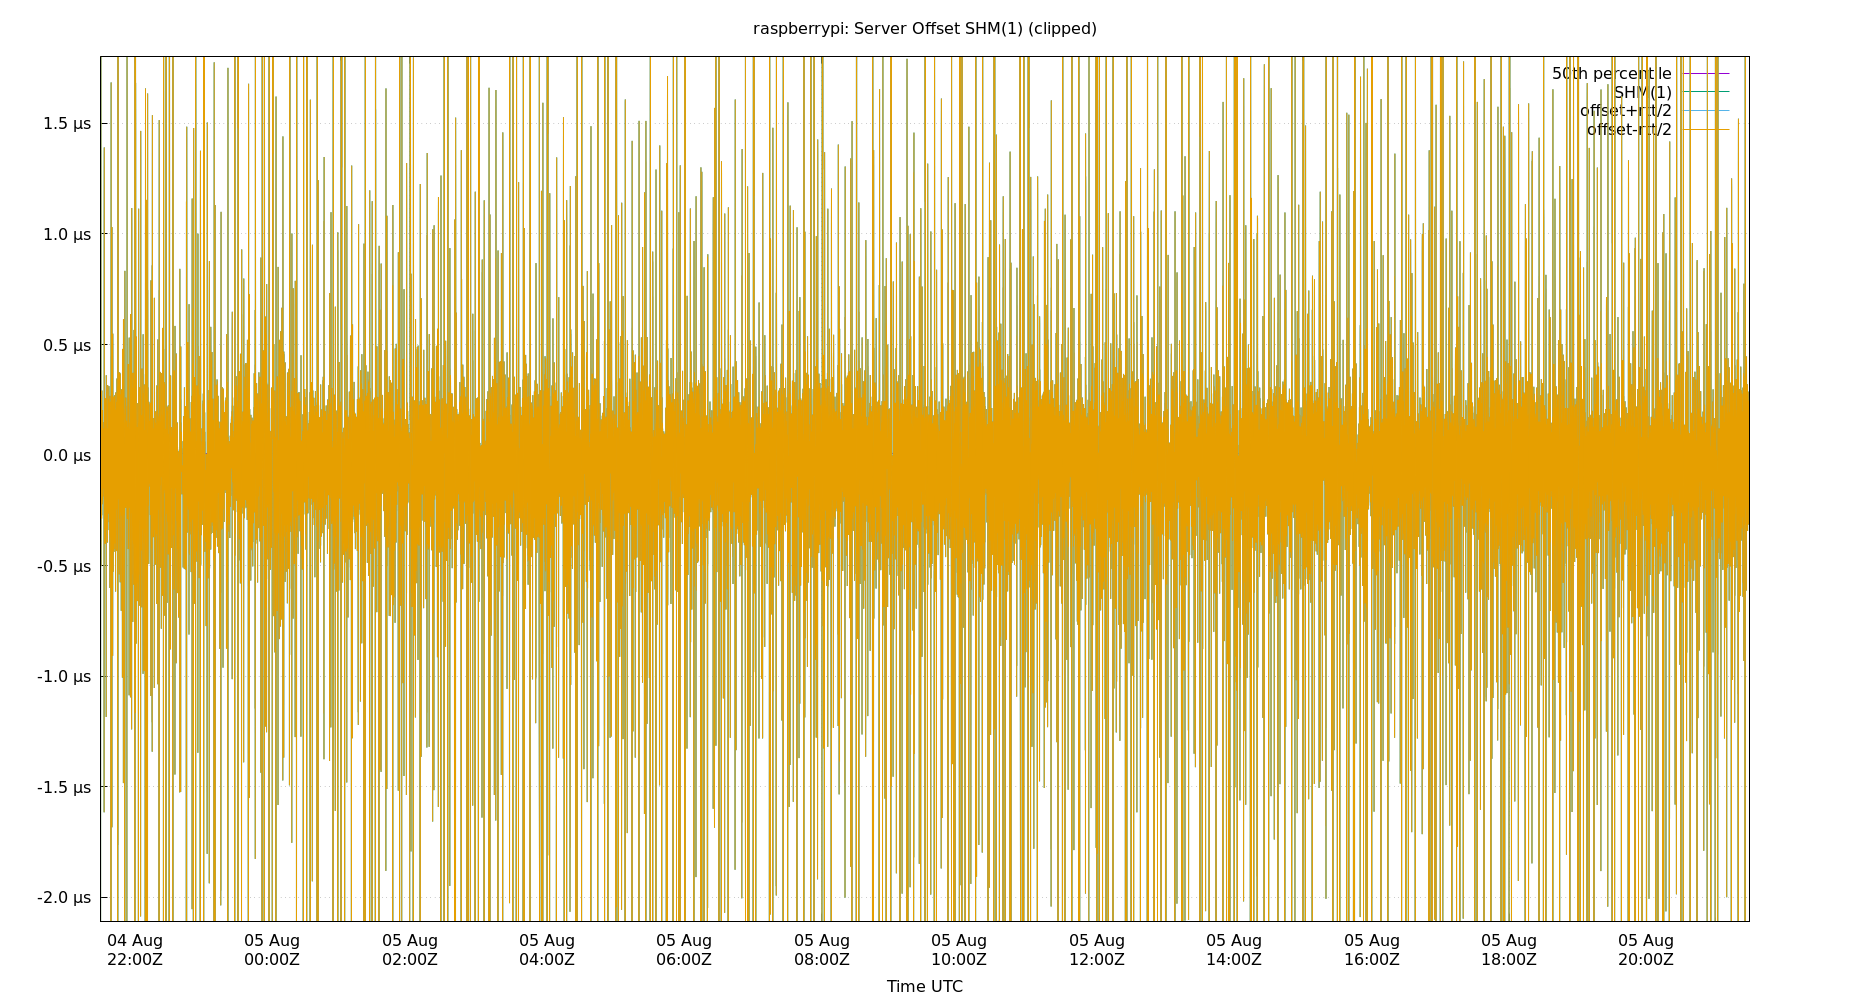 raspberrypi: Server Offset SHM(1) (clipped)
50th percentile
SHM(1)
offset+rtt/2
offset-rtt/2
1.5 µs
1.0 µs
0.5 µs
0.0 µs
-0.5 µs
-1.0 µs
-1.5 µs
-2.0 µs
04 Aug 05 Aug 05 Aug 05 Aug 05 Aug 05 Aug 05 Aug 05 Aug 05 Aug 05 Aug 05 Aug 05 Aug
22:00Z 00:00Z 02:00Z 04:00Z 06:00Z 08:00Z 10:00Z 12:00Z 14:00Z 16:00Z 18:00Z 20:00Z
Time UTC